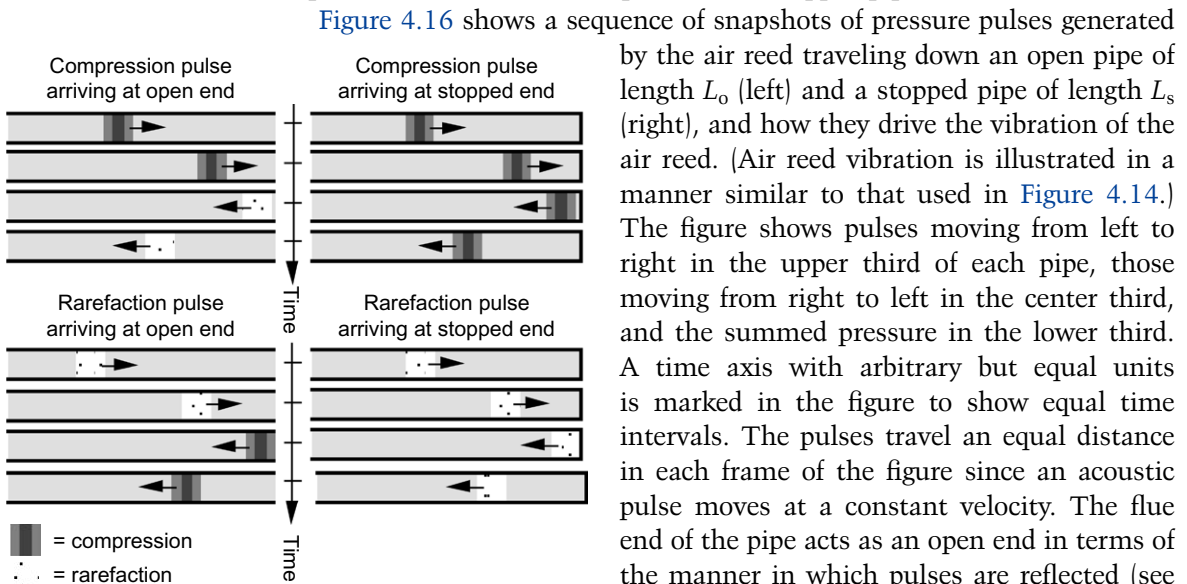 Figure 4.16 shows a sequence of snapshots of pressure pulses generated
by the air reed traveling down an open pipe of
length Lo (left) and a stopped pipe of length Ls
(right), and how they drive the vibration of the
air reed. (Air reed vibration is illustrated in a
manner similar to that used in Figure 4.14.)
The figure shows pulses moving from left to
right in the upper third of each pipe, those
moving from right to left in the center third,
and the summed pressure in the lower third.
A time axis with arbitrary but equal units
is marked in the figure to show equal time
intervals. The pulses travel an equal distance
in each frame of the figure since an acoustic
pulse moves at a constant velocity. The flue
end of the pipe acts as an open end in terms of
the manner in which pulses are reflected (see
Compression pulse
arriving at open end
Compression pulse
arriving at stopped end
Time
Rarefaction pulse
arriving at open end
Rarefaction pulse
arriving at stopped end
Time
= compression
= rarefaction